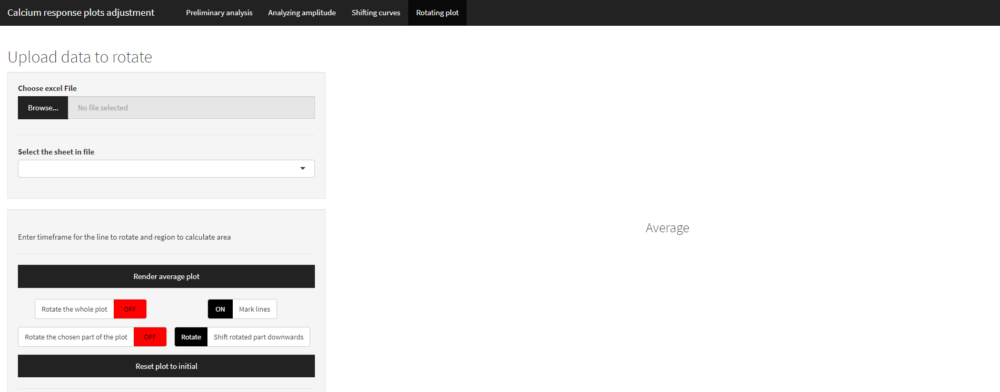 Calcium response plots adjustment Preliminary analysis Analyzing amplitude Shifting curves Rotating plot
Upload data to rotate
Choose excel File
Browse... No file selected
Select the sheet in file
Enter timeframe for the line to rotate and region to calculate area
Render average plot
Rotate the whole plot OFF ON Mark lines
Rotate the chosen part of the plot OFF Rotate Shift rotated part downwards
Reset plot to initial
Average